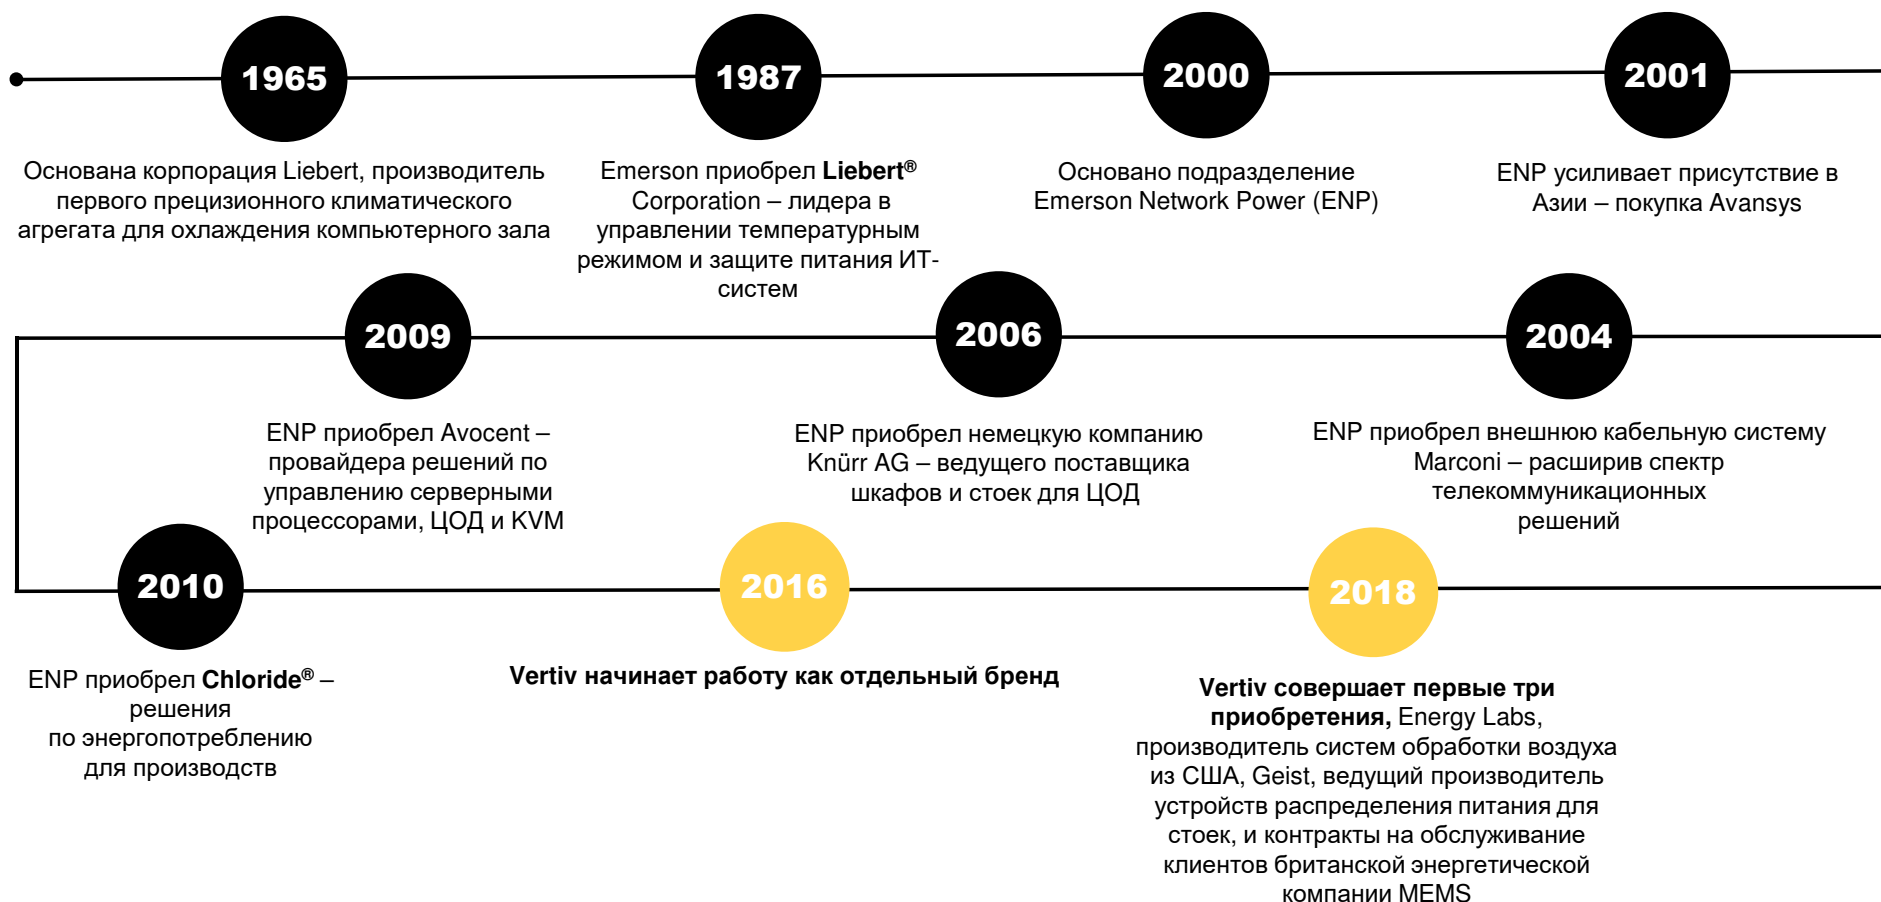 1965
Основана корпорация Liebert, производитель
первого прецизионного климатического
агрегата для охлаждения компьютерного зала
1987
Emerson приобрел Liebert®
Corporation – лидера в
управлении температурным
режимом и защите питания ИТ-
систем
2000
Основано подразделение
Emerson Network Power (ENP)
2001
ENP усиливает присутствие в
Азии – покупка Avansys
2009
ENP приобрел Avocent –
провайдера решений по
управлению серверными
процессорами, ЦОД и KVM
2006
ENP приобрел немецкую компанию
Knürr AG – ведущего поставщика
шкафов и стоек для ЦОД
2004
ENP приобрел внешнюю кабельную систему
Marconi – расширив спектр
телекоммуникационных
решений
2010
ENP приобрел Chloride® –
решения
по энергопотреблению
для производств
2016
Vertiv начинает работу как отдельный бренд
2018
Vertiv совершает первые три
приобретения, Energy Labs,
производитель систем обработки воздуха
из США, Geist, ведущий производитель
устройств распределения питания для
стоек, и контракты на обслуживание
клиентов британской энергетической
компании MEMS